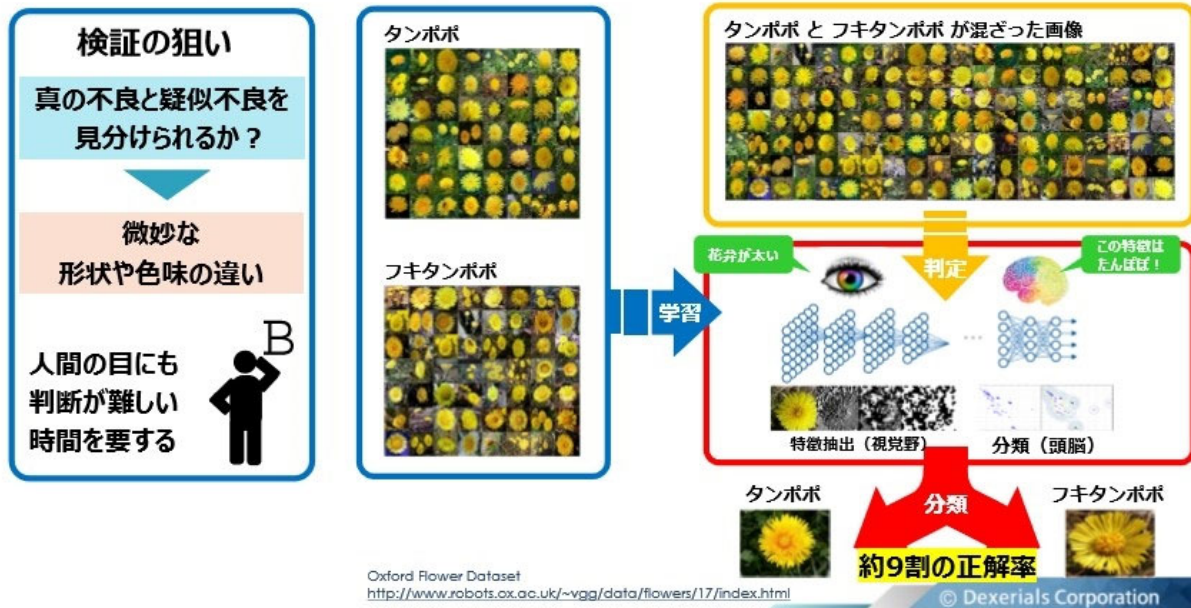 検証の狙い
真の不良と疑似不良を
見分けられるか？
微妙な
形状や色味の違い
人間の目にも
判断が難しい
時間を要する
B
タンポポ
フキタンポポ
学習
タンポポ と フキタンポポ が混ざった画像
判定
花弁が太い
この特徴は
たんぽぽ！
…
特徴抽出（視覚野）
分類（頭脳）
分類
タンポポ
フキタンポポ
約9割の正解率
Oxford Flower Dataset
http://www.robots.ox.ac.uk/~vgg/data/flowers/17/index.html
© Dexerials Corporation